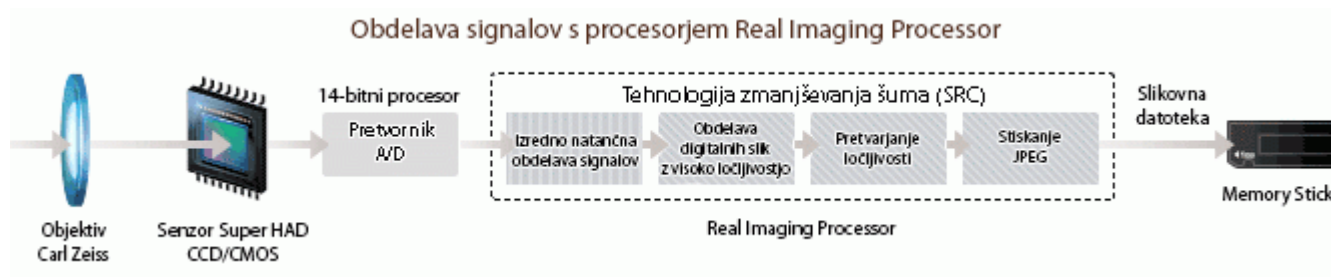 Obdelava signalov s procesorjem Real Imaging Processor
Objektiv
Carl Zeiss
Senzor Super HAD
CCD/CMOS
14-bitni procesor
Pretvornik
A/D
Tehnologija zmanjševanja šuma (SRC)
Izredno natančna
obdelava signalov
Obdelava
digitalnih slik
z visoko ločljivostjo
Pretvarjanje
ločljivosti
Stiskanje
JPEG
Real Imaging Processor
Slikovna
datoteka
Memory Stick